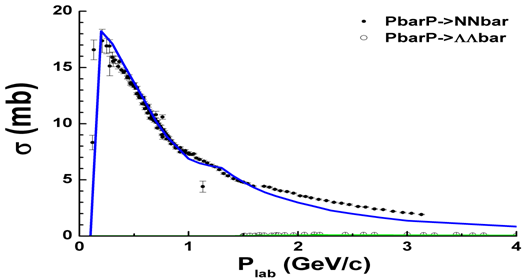 20
PbarP->NNbar
PbarP->ΛΛbar
15
10
5
0
σ (mb)
0 1 2 3 4
P_lab (GeV/c)